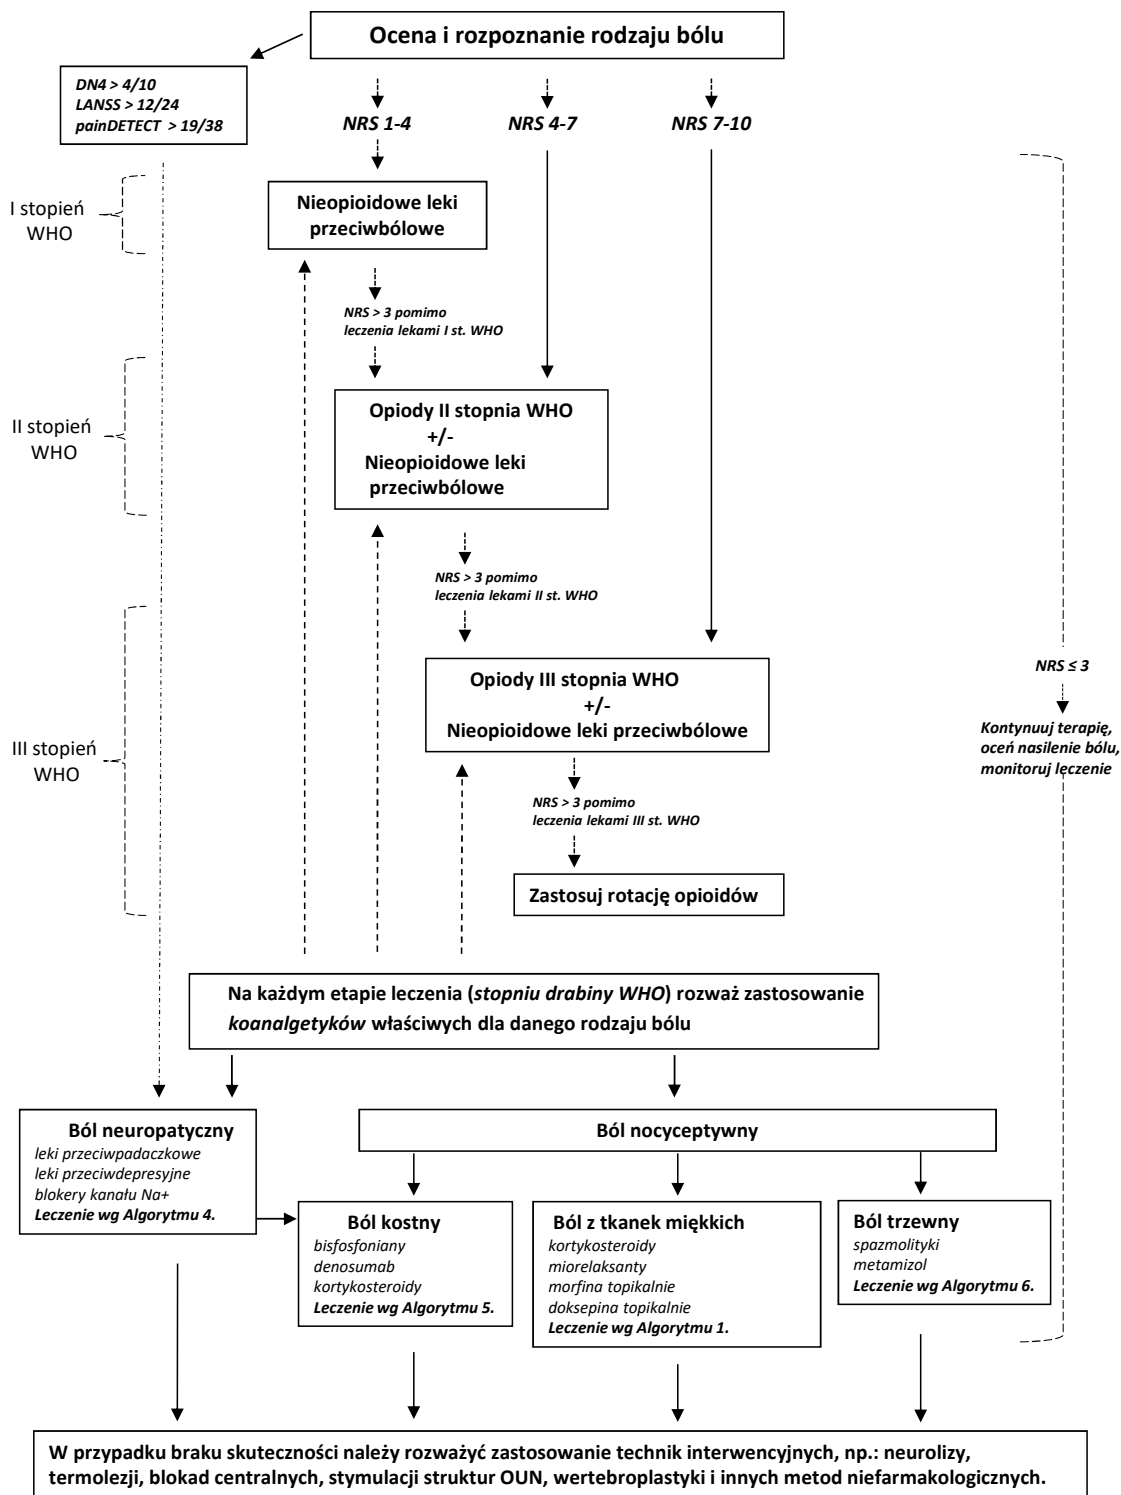 Ocena i rozpoznanie rodzaju bólu
DN4 > 4/10
LANSS > 12/24
painDETECT > 19/38
NRS 1-4
NRS 4-7
NRS 7-10
I stopień
WHO
Nieopioidowe leki
przeciwbólowe
NRS > 3 pomimo
leczenia lekami I st. WHO
II stopień
WHO
Opiody II stopnia WHO
+/-
Nieopioidowe leki
przeciwbólowe
NRS > 3 pomimo
leczenia lekami II st. WHO
III stopień
WHO
Opiody III stopnia WHO
+/-
Nieopioidowe leki przeciwbólowe
NRS ≤ 3
Kontynuuj terapię,
oceń nasilenie bólu,
monitoruj leczenie
NRS > 3 pomimo
leczenia lekami III st. WHO
Zastosuj rotację opioidów
Na każdym etapie leczenia (stopniu drabiny WHO) rozważ zastosowanie
koanalgetyków właściwych dla danego rodzaju bólu
Ból neuropatyczny
leki przeciwpadaczkowe
leki przeciwdepresyjne
blokery kanału Na+
Leczenie wg Algorytmu 4.
Ból nocyceptywny
Ból kostny
bisfosfoniany
denosumab
kortykosteroidy
Leczenie wg Algorytmu 5.
Ból z tkanek miękkich
kortykosteroidy
miorelaksanty
morfina topikalnie
doksepina topikalnie
Leczenie wg Algorytmu 1.
Ból trzewny
spazmolityki
metamizol
Leczenie wg Algorytmu 6.
W przypadku braku skuteczności należy rozważyć zastosowanie technik interwencyjnych, np.: neurolizy,
termolezji, blokad centralnych, stymulacji struktur OUN, wertebroplastyki i innych metod niefarmakologicznych.